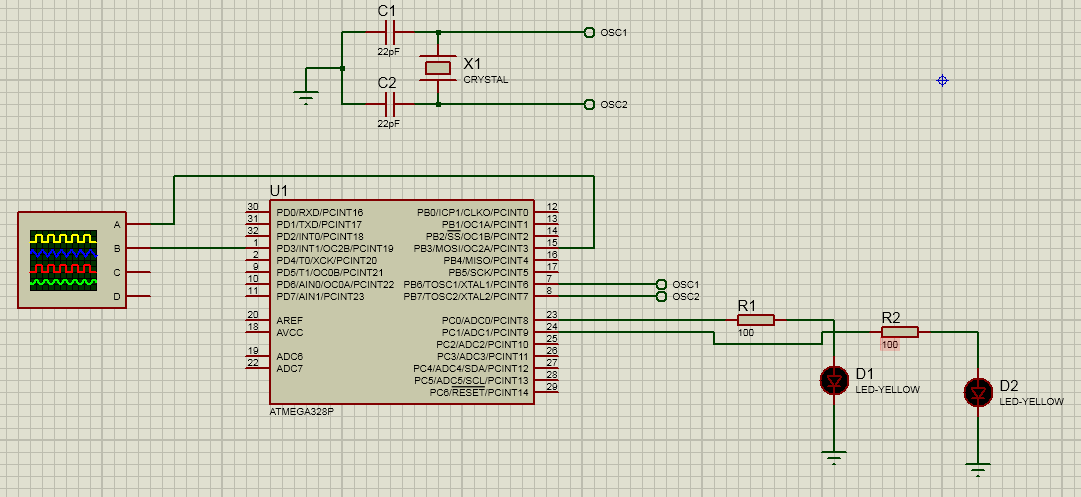 C1
22pF
OSC1
X1
CRYSTAL
C2
22pF
OSC2
U1
A
B
C
D
30 PD0/RXD/PCINT16 PB0/ICP1/CLKO/PCINT0 12
31 PD1/TXD/PCINT17 PB1/OC1A/PCINT1 13
32 PD2/INT0/PCINT18 PB2/SS/OC1B/PCINT2 14
1 PD3/INT1/OC2B/PCINT19 PB3/MOSI/OC2A/PCINT3 15
2 PD4/T0/XCK/PCINT20 PB4/MISO/PCINT4 16
9 PD5/T1/OC0B/PCINT21 PB5/SCK/PCINT5 17
10 PD6/AIN0/OC0A/PCINT22 PB6/TOSC1/XTAL1/PCINT6 7 OSC1
11 PD7/AIN1/PCINT23 PB7/TOSC2/XTAL2/PCINT7 8 OSC2
20 AREF PC0/ADC0/PCINT8 23
18 AVCC PC1/ADC1/PCINT9 24
PC2/ADC2/PCINT10 25
19 ADC6 PC3/ADC3/PCINT11 26
22 ADC7 PC4/ADC4/SDA/PCINT12 27
PC5/ADC5/SCL/PCINT13 28
PC6/RESET/PCINT14 29
ATMEGA328P
R1
100
R2
100
D1
LED-YELLOW
D2
LED-YELLOW